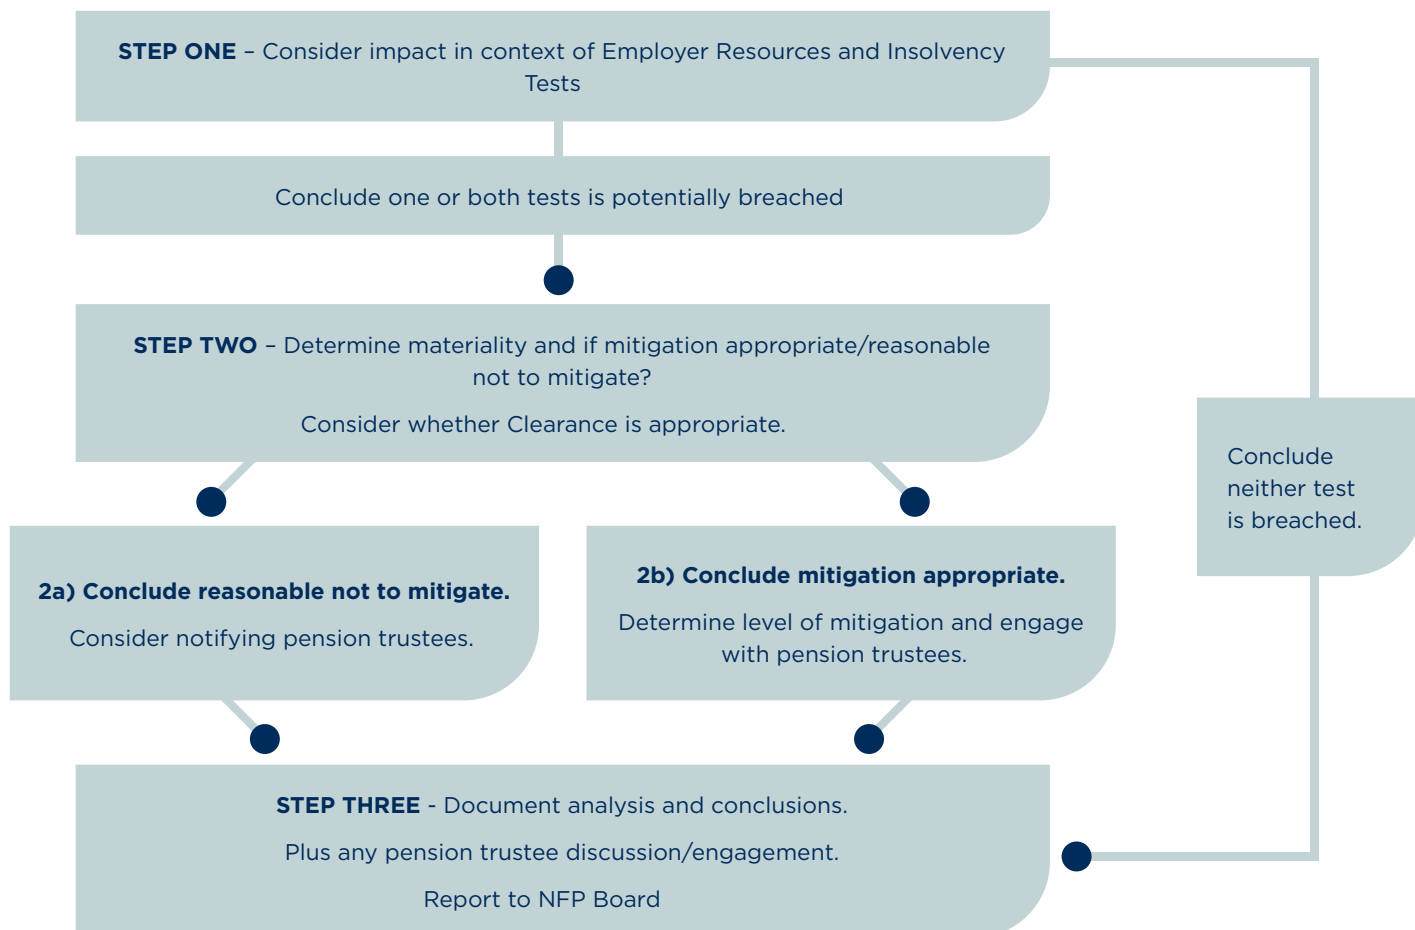 STEP ONE – Consider impact in context of Employer Resources and Insolvency
Tests
Conclude one or both tests is potentially breached
STEP TWO – Determine materiality and if mitigation appropriate/reasonable
not to mitigate?
Consider whether Clearance is appropriate.
Conclude
neither test
is breached.
2a) Conclude reasonable not to mitigate.
Consider notifying pension trustees.
2b) Conclude mitigation appropriate.
Determine level of mitigation and engage
with pension trustees.
STEP THREE - Document analysis and conclusions.
Plus any pension trustee discussion/engagement.
Report to NFP Board